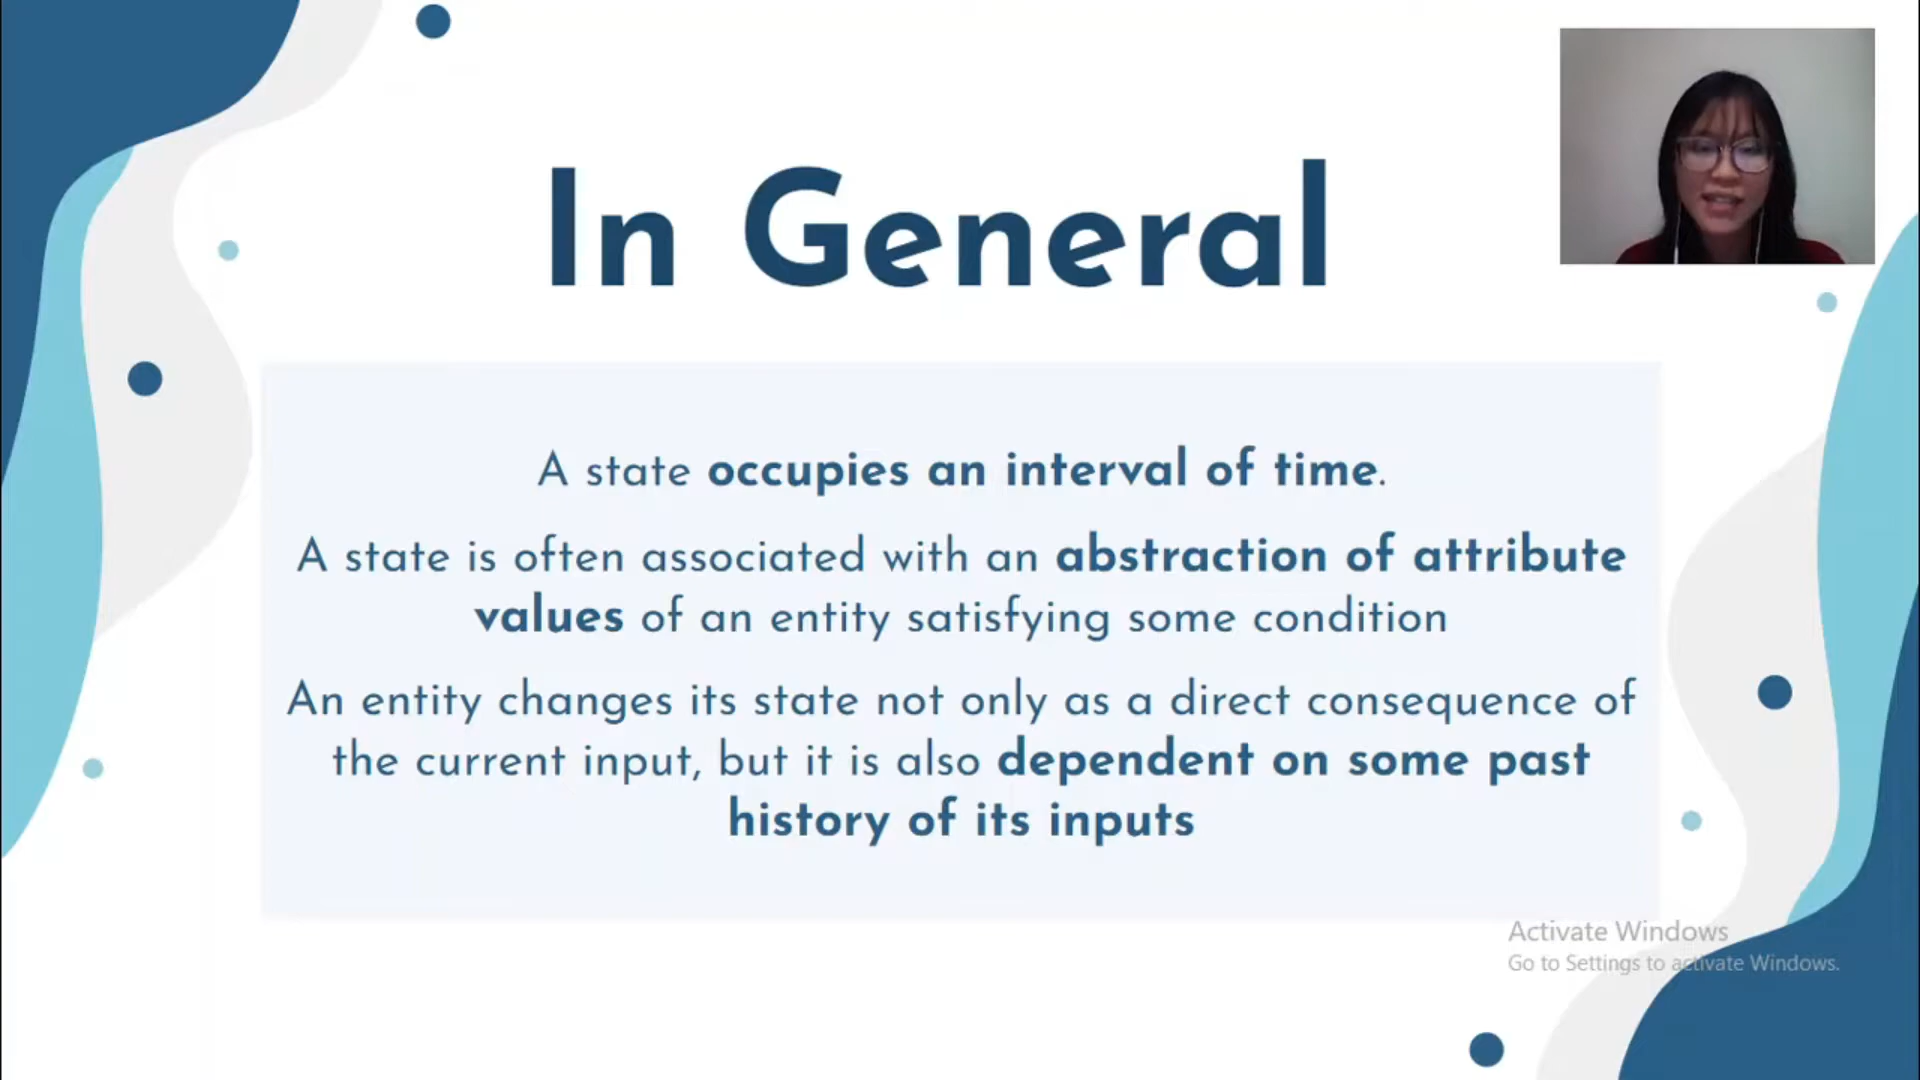 In General
A state occupies an interval of time.
A state is often associated with an abstraction of attribute
values of an entity satisfying some condition
An entity changes its state not only as a direct consequence of
the current input, but it is also dependent on some past
history of its inputs
Activate Windows
Go to Settings to activate Windows.